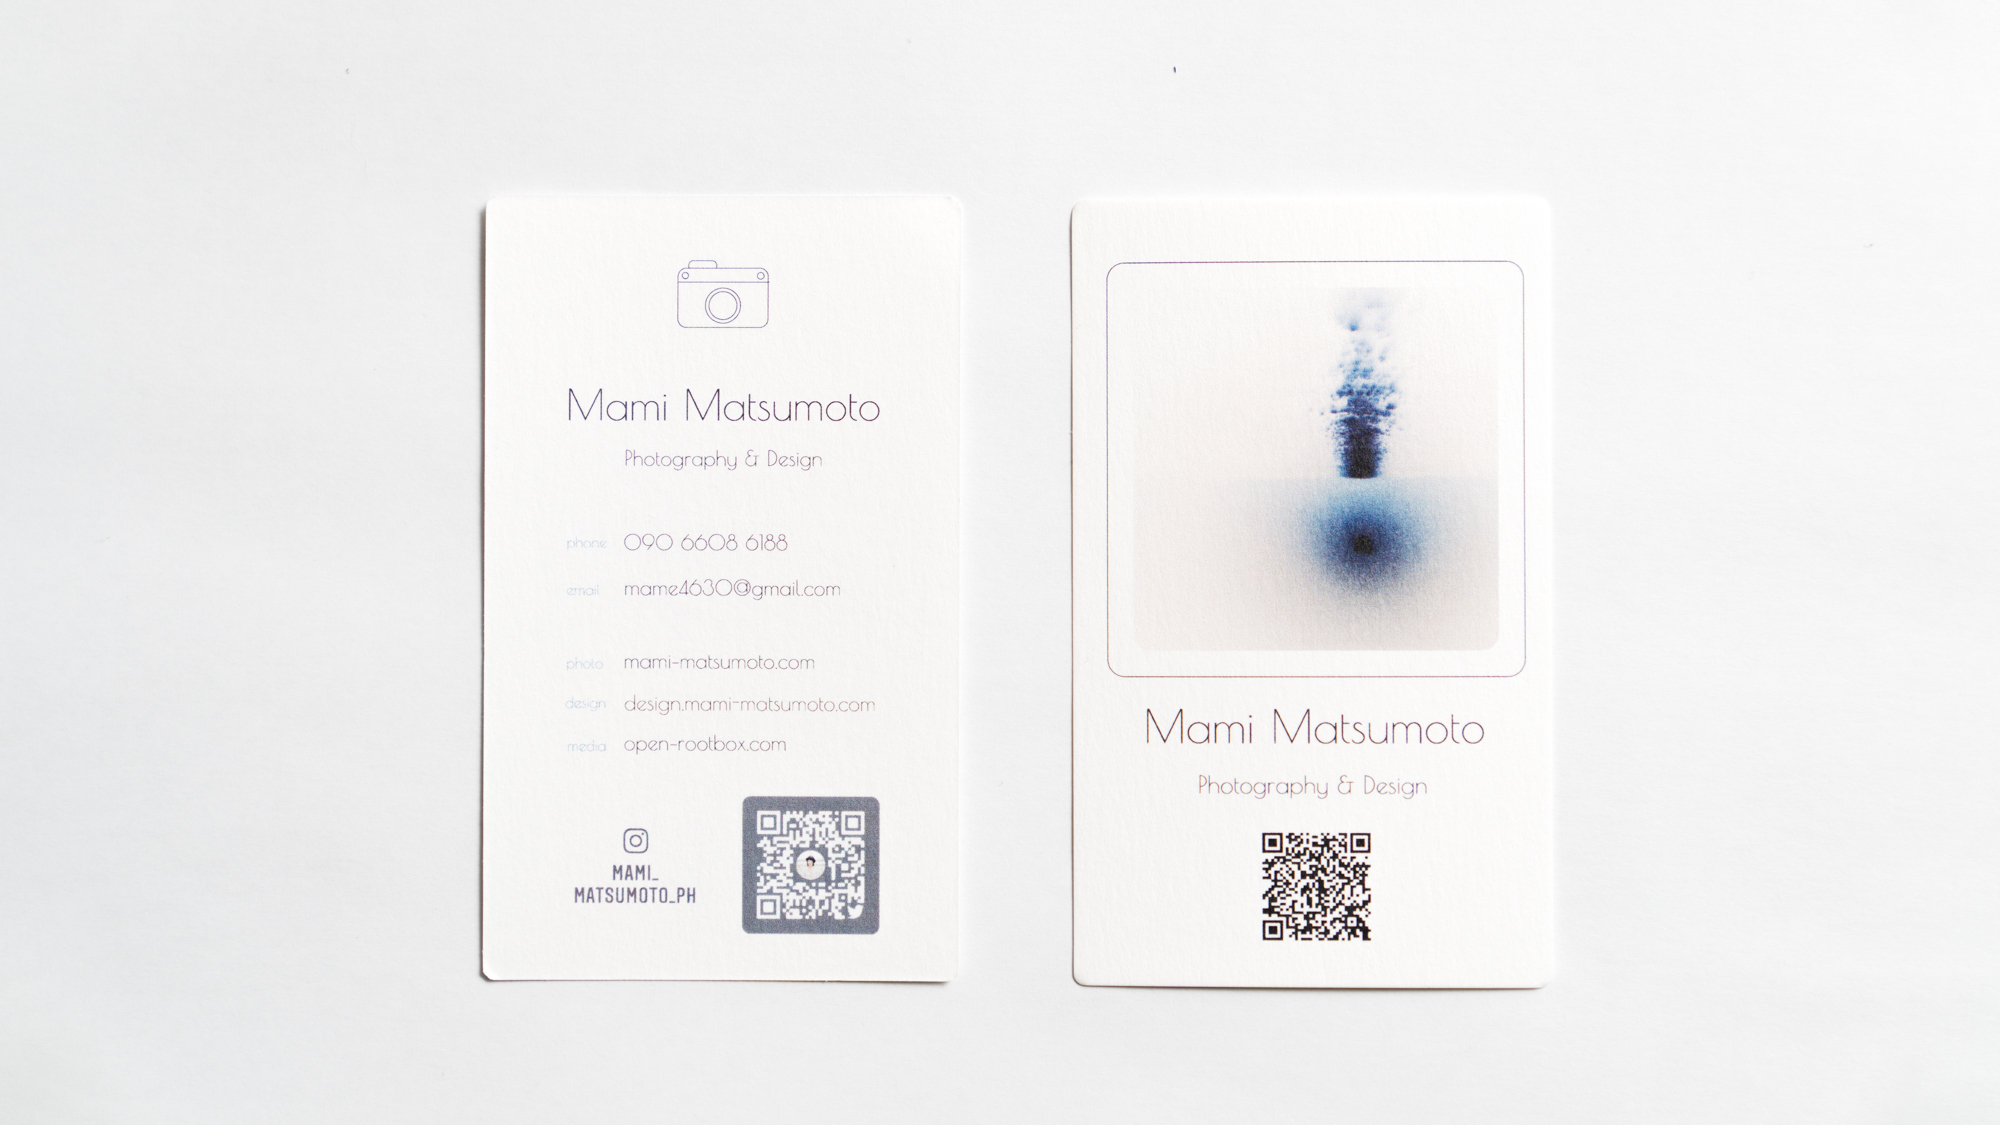 Mami Matsumoto
Photography & Design
phone 090 6608 6188
email mame4630@gmail.com
photo mami-matsumoto.com
design design.mami-matsumoto.com
media open-rootbox.com
MAMI_
MATSUMOTO_PH
Mami Matsumoto
Photography & Design